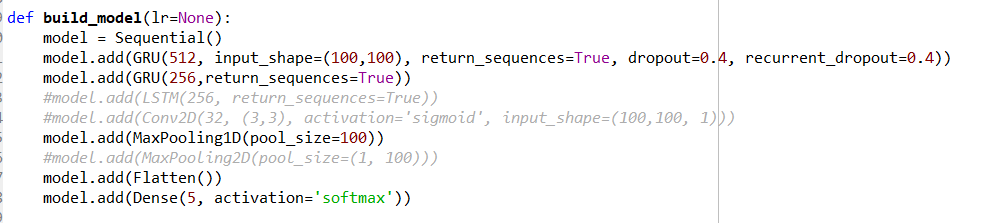 def build_model(lr=None):
    model = Sequential()
    model.add(GRU(512, input_shape=(100,100), return_sequences=True, dropout=0.4, recurrent_dropout=0.4))
    model.add(GRU(256,return_sequences=True))
    #model.add(LSTM(256, return_sequences=True))
    #model.add(Conv2D(32, (3,3), activation='sigmoid', input_shape=(100,100, 1)))
    model.add(MaxPooling1D(pool_size=100))
    #model.add(MaxPooling2D(pool_size=(1, 100)))
    model.add(Flatten())
    model.add(Dense(5, activation='softmax'))